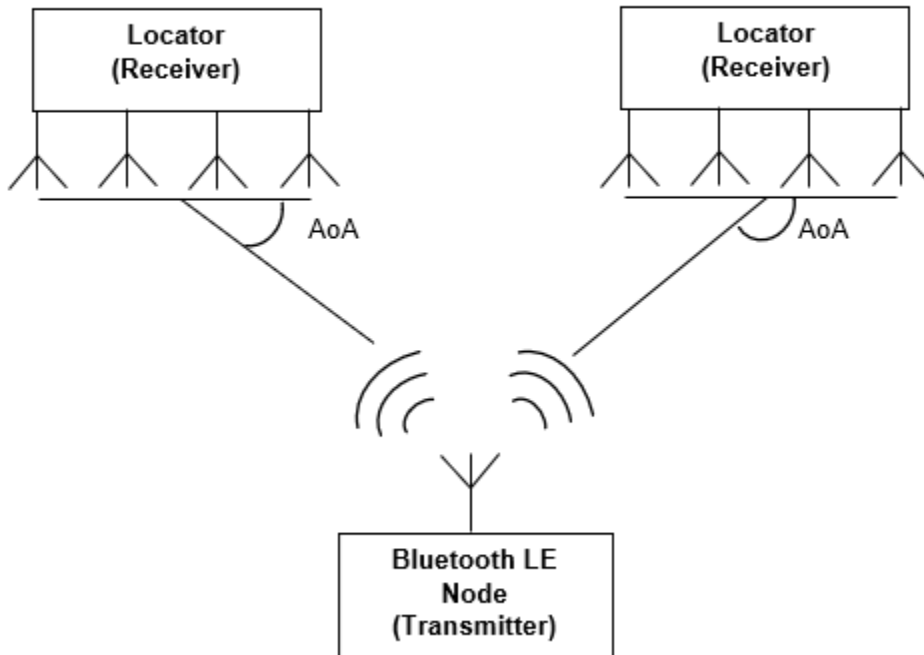 Locator
(Receiver)
Locator
(Receiver)
AoA
AoA
Bluetooth LE
Node
(Transmitter)